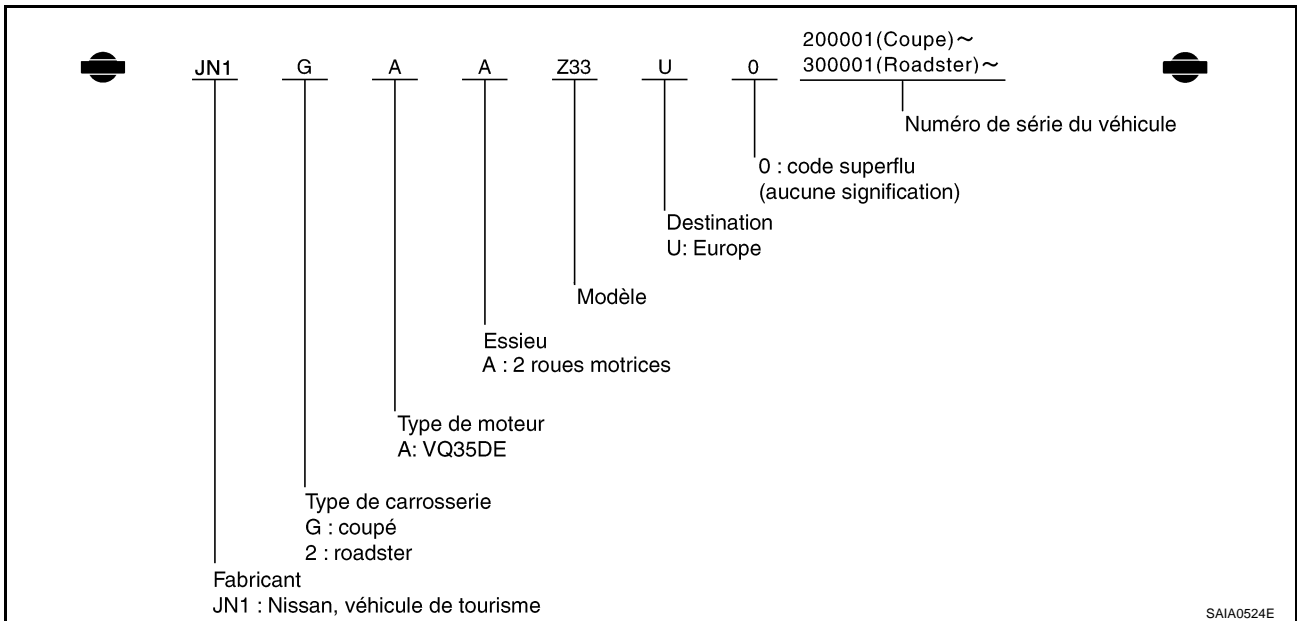 200001(Coupe)～
JN1 G A A Z33 U 0 300001(Roadster)～
Numéro de série du véhicule
0 : code superflu
(aucune signification)
Destination
U: Europe
Modèle
Essieu
A : 2 roues motrices
Type de moteur
A: VQ35DE
Type de carrosserie
G : coupé
2 : roadster
Fabricant
JN1 : Nissan, véhicule de tourisme
SAIA0524E